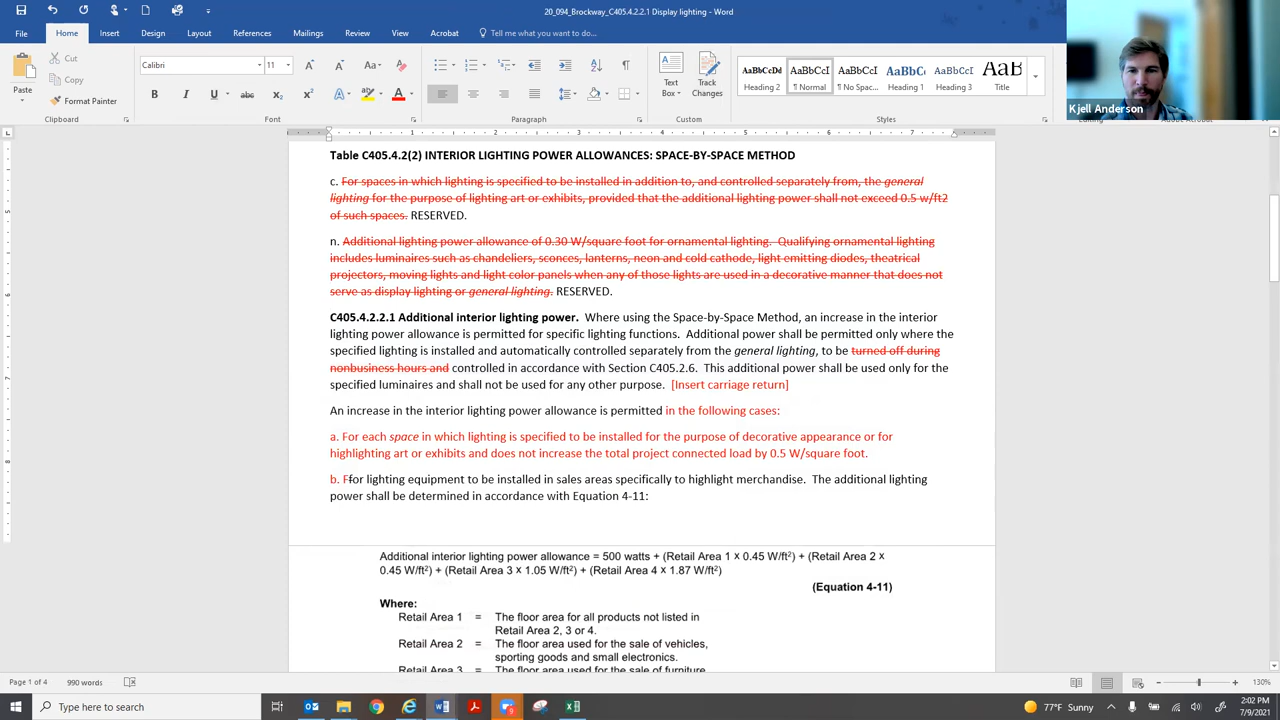 20_094_Brockway_C405.4.2.2.1 Display lighting - Word
File Home Insert Design Layout References Mailings Review View Acrobat Tell me what you want to do...
Paste
Cut
Copy
Format Painter
Calibri 11
Text Box
Track Changes
AaBbCcDd AaBbCcI AaBbCcI AaBbC AaBbCcI AaB
Heading 2 ¶ Normal ¶ No Spac... Heading 1 Heading 3 Title
Clipboard Font Paragraph Custom Styles Editing
Kjell Anderson
Table C405.4.2(2) INTERIOR LIGHTING POWER ALLOWANCES: SPACE-BY-SPACE METHOD
c. For spaces in which lighting is specified to be installed in addition to, and controlled separately from, the general
lighting for the purpose of lighting art or exhibits, provided that the additional lighting power shall not exceed 0.5 w/ft2
of such spaces. RESERVED.
n. Additional lighting power allowance of 0.30 W/square foot for ornamental lighting. Qualifying ornamental lighting
includes luminaires such as chandeliers, sconces, lanterns, neon and cold cathode, light emitting diodes, theatrical
projectors, moving lights and light color panels when any of those lights are used in a decorative manner that does not
serve as display lighting or general lighting. RESERVED.
C405.4.2.2.1 Additional interior lighting power. Where using the Space-by-Space Method, an increase in the interior
lighting power allowance is permitted for specific lighting functions. Additional power shall be permitted only where the
specified lighting is installed and automatically controlled separately from the general lighting, to be turned off during
nonbusiness hours and controlled in accordance with Section C405.2.6. This additional power shall be used only for the
specified luminaires and shall not be used for any other purpose. [Insert carriage return]
An increase in the interior lighting power allowance is permitted in the following cases:
a. For each space in which lighting is specified to be installed for the purpose of decorative appearance or for
highlighting art or exhibits and does not increase the total project connected load by 0.5 W/square foot.
b. Ffor lighting equipment to be installed in sales areas specifically to highlight merchandise. The additional lighting
power shall be determined in accordance with Equation 4-11:
Additional interior lighting power allowance = 500 watts + (Retail Area 1 x 0.45 W/ft²) + (Retail Area 2 x
0.45 W/ft²) + (Retail Area 3 x 1.05 W/ft²) + (Retail Area 4 x 1.87 W/ft²)
(Equation 4-11)
Where:
Retail Area 1 = The floor area for all products not listed in
Retail Area 2, 3 or 4.
Retail Area 2 = The floor area used for the sale of vehicles,
sporting goods and small electronics.
Retail Area 3 = The floor area used for the sale of furniture
Page 1 of 4 990 words 130%
Type here to search 77°F 2:02 PM
7/9/2021